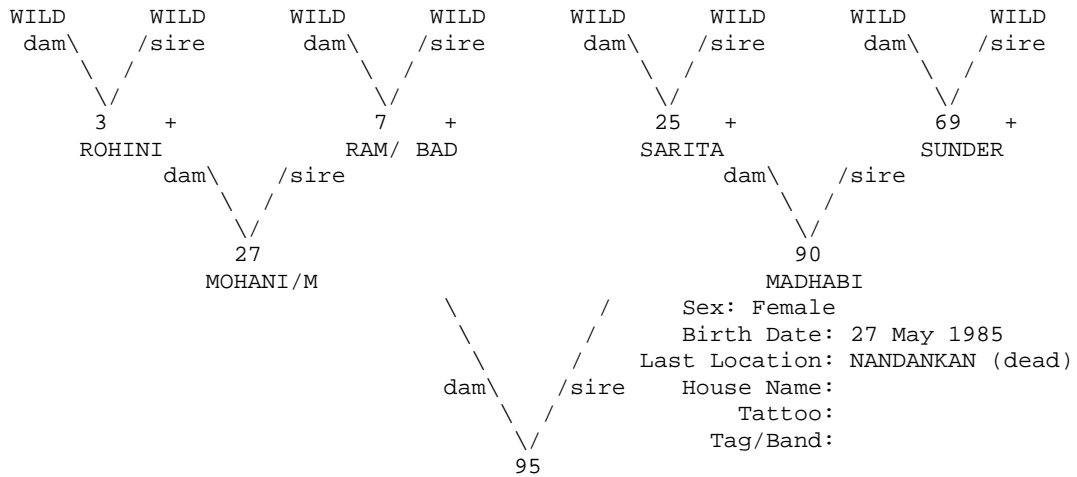 WILD WILD WILD WILD WILD WILD WILD WILD
dam\ /sire dam\ /sire dam\ /sire dam\ /sire
\ / \ / \ / \ /
\/ \/ \/ \/
3 + 7 + 25 + 69 +
ROHINI RAM/ BAD SARITA SUNDER
dam\ /sire dam\ /sire
\ / \ /
\/ \/
27 90
MOHANI/M MADHABI
\ / Sex: Female
\ / Birth Date: 27 May 1985
\ / Last Location: NANDANKAN (dead)
dam\ /sire House Name:
\ / Tattoo:
\/ Tag/Band:
95